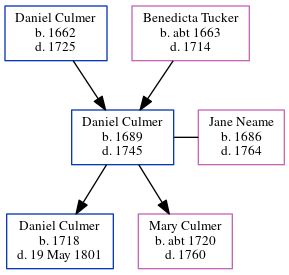 Daniel Culmer
b. 1662
d. 1725
Benedicta Tucker
b. abt 1663
d. 1714
Daniel Culmer
b. 1689
d. 1745
Jane Neame
b. 1686
d. 1764
Daniel Culmer
b. 1718
d. 19 May 1801
Mary Culmer
b. abt 1720
d. 1760